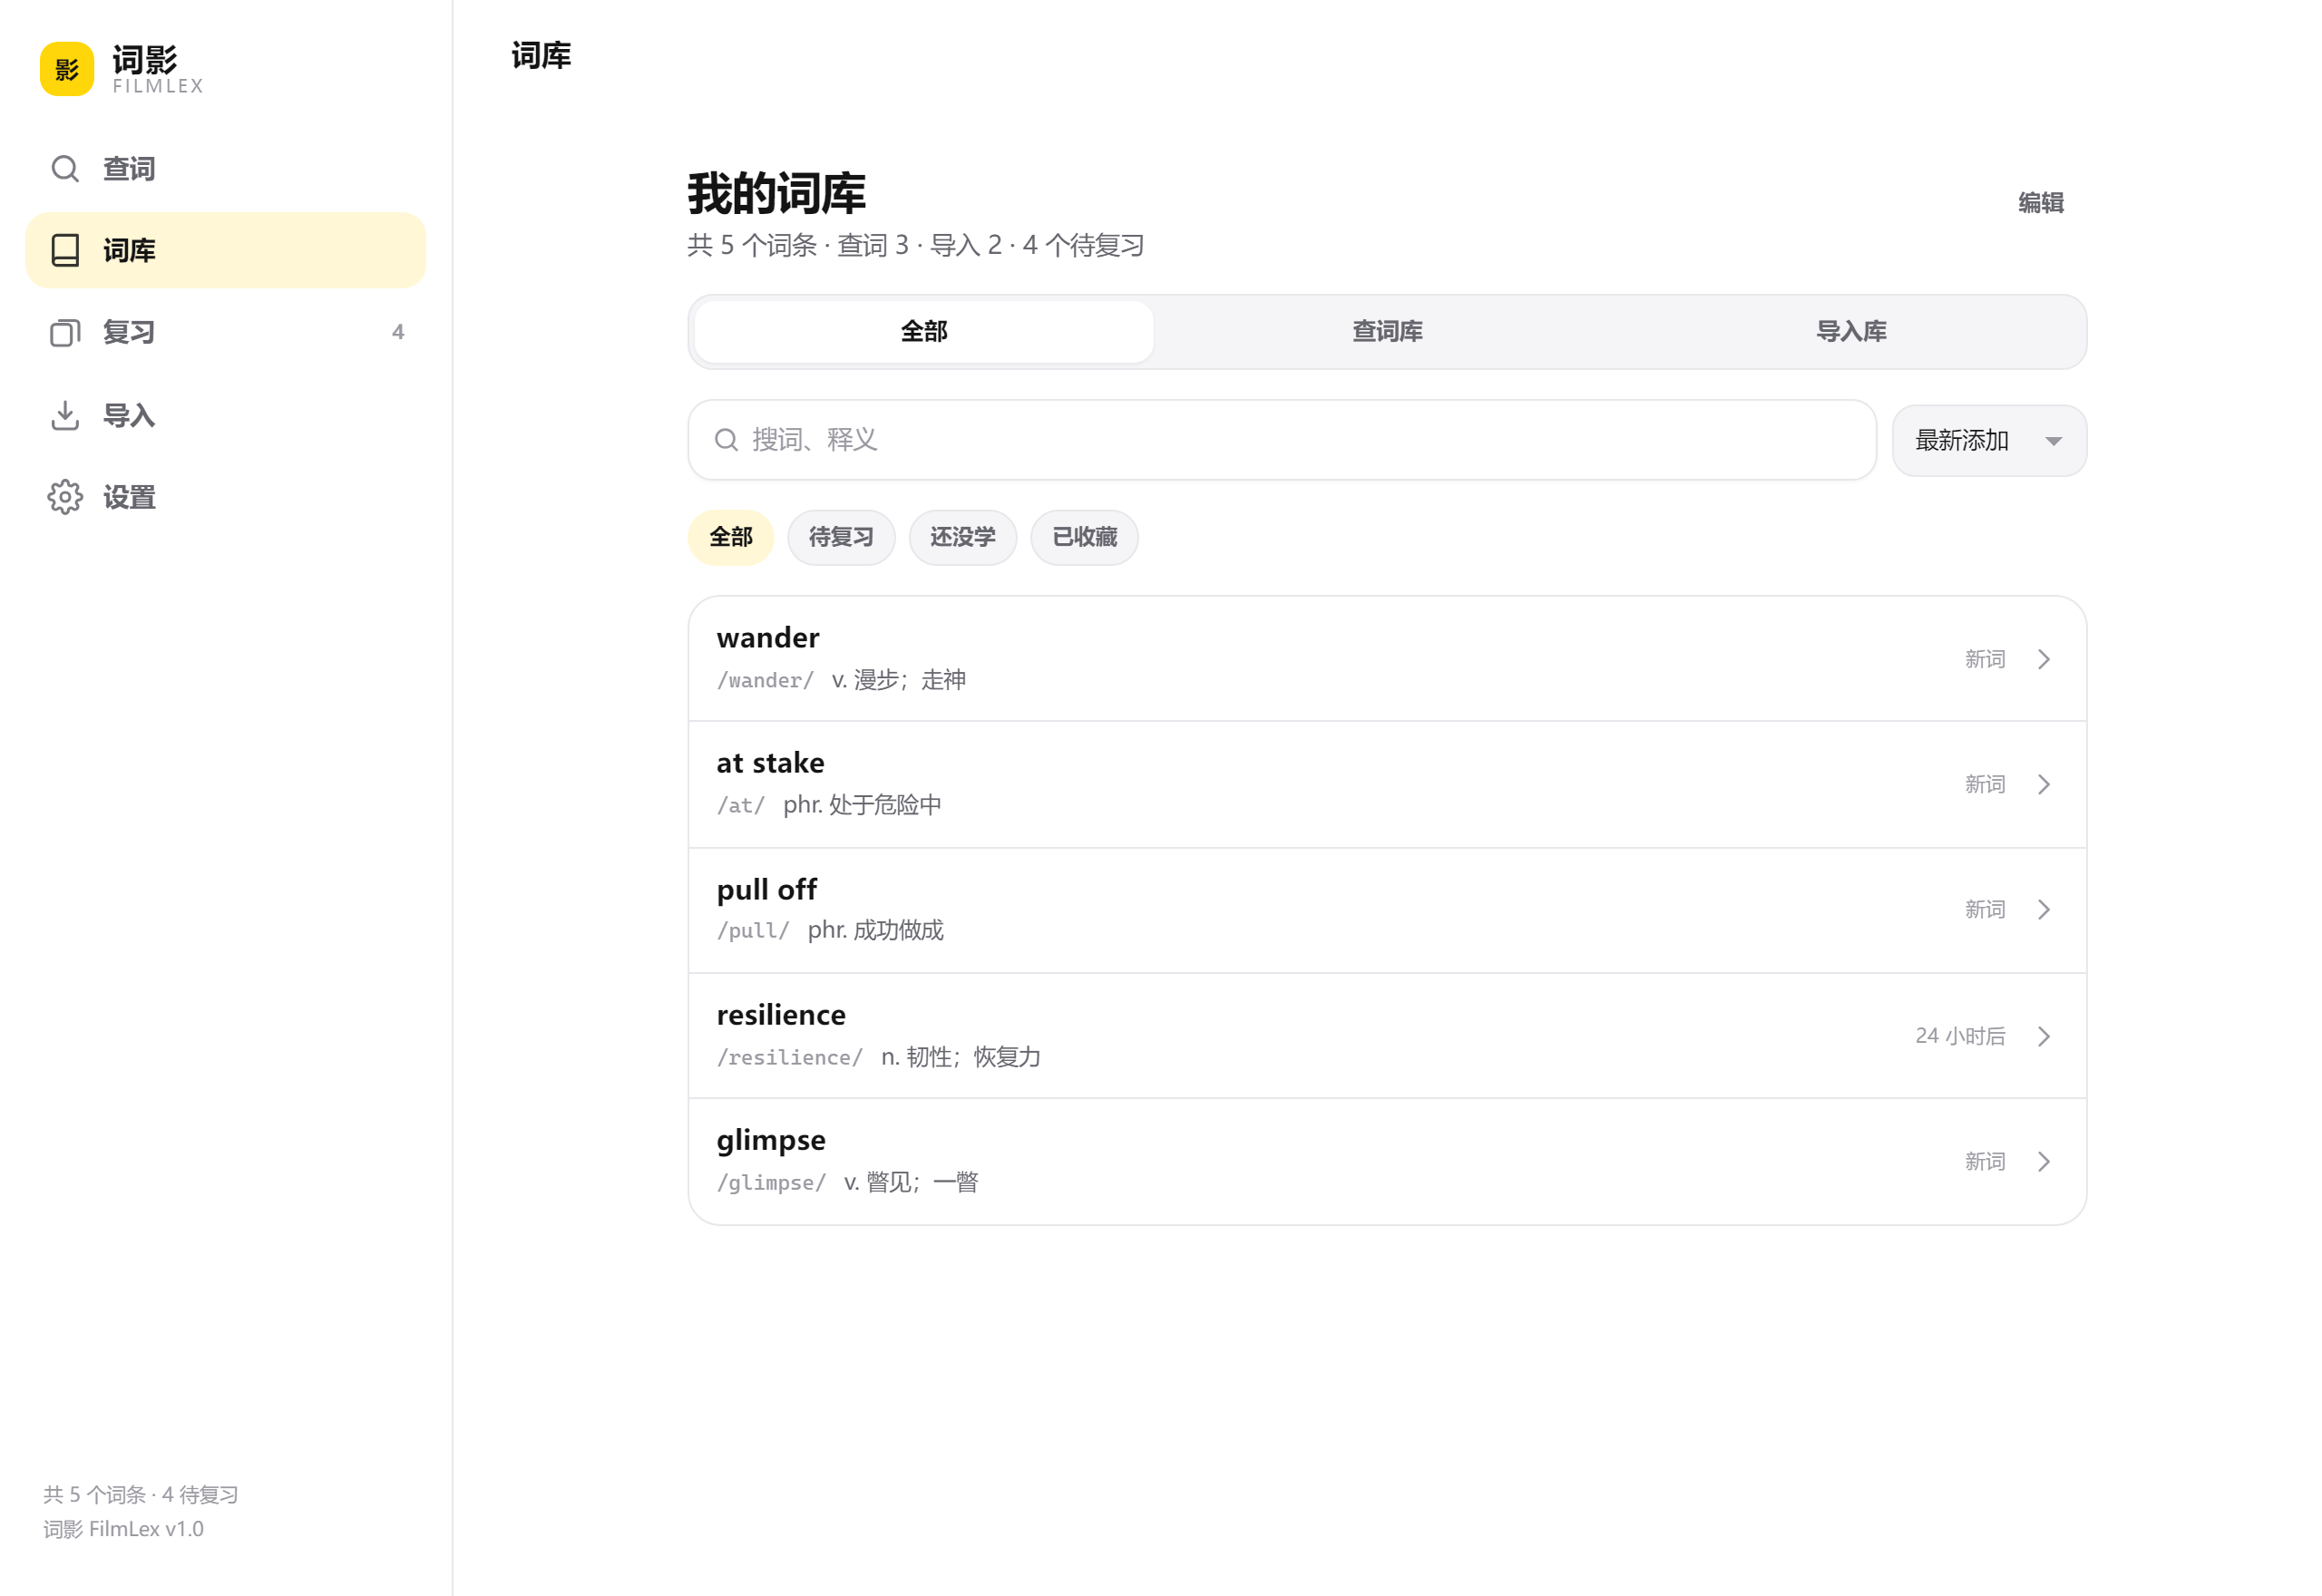 影
词影
FILMLEX
查词
词库
复习 4
导入
设置
共 5 个词条 · 4 待复习
词影 FilmLex v1.0
词库
我的词库
编辑
共 5 个词条 · 查词 3 · 导入 2 · 4 个待复习
全部 查词库 导入库
搜词、释义 最新添加
全部 待复习 还没学 已收藏
wander
/wander/ v. 漫步；走神
新词
at stake
/at/ phr. 处于危险中
新词
pull off
/pull/ phr. 成功做成
新词
resilience
/resilience/ n. 韧性；恢复力
24 小时后
glimpse
/glimpse/ v. 瞥见；一瞥
新词